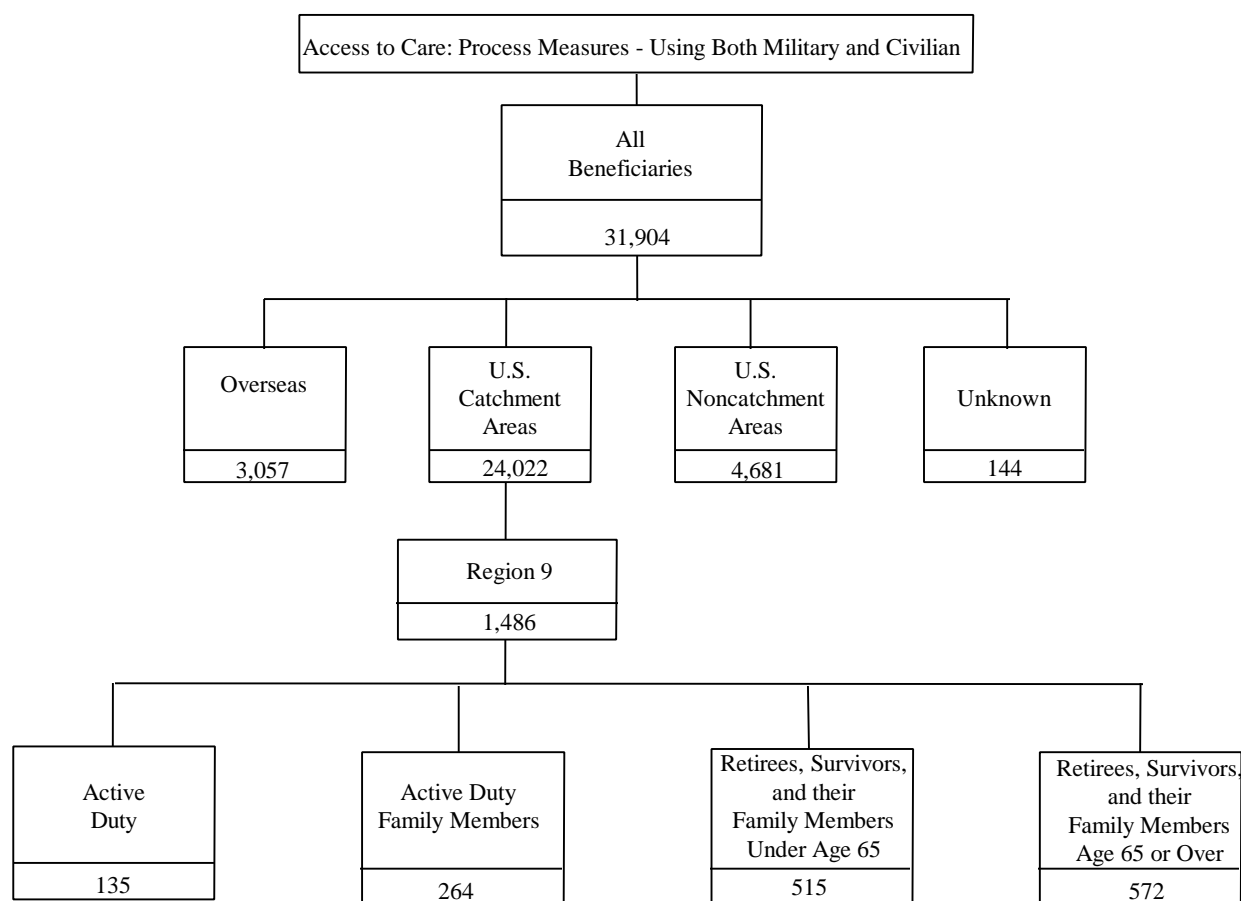 Access to Care: Process Measures - Using Both Military and Civilian
All
Beneficiaries
31,904
Overseas
3,057
U.S.
Catchment
Areas
24,022
U.S.
Noncatchment
Areas
4,681
Unknown
144
Region 9
1,486
Active
Duty
135
Active Duty
Family Members
264
Retirees, Survivors,
and their
Family Members
Under Age 65
515
Retirees, Survivors,
and their
Family Members
Age 65 or Over
572